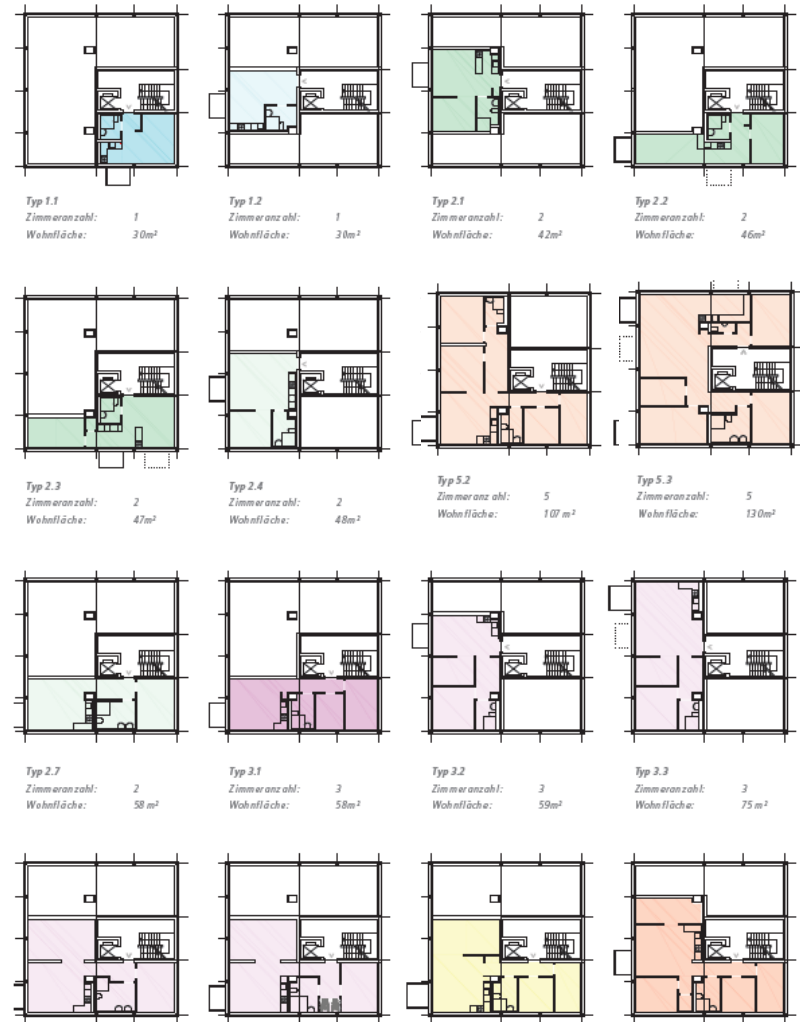 Typ 1.1
Zimmeranzahl: 1
Wohnfläche: 30m²
Typ 1.2
Zimmeranzahl: 1
Wohnfläche: 30m²
Typ 2.1
Zimmeranzahl: 2
Wohnfläche: 42m²
Typ 2.2
Zimmeranzahl: 2
Wohnfläche: 46m²
Typ 2.3
Zimmeranzahl: 2
Wohnfläche: 47m²
Typ 2.4
Zimmeranzahl: 2
Wohnfläche: 48m²
Typ 5.2
Zimmeranzahl: 5
Wohnfläche: 107 m²
Typ 5.3
Zimmeranzahl: 5
Wohnfläche: 130m²
Typ 2.7
Zimmeranzahl: 2
Wohnfläche: 58 m²
Typ 3.1
Zimmeranzahl: 3
Wohnfläche: 58m²
Typ 3.2
Zimmeranzahl: 3
Wohnfläche: 59m²
Typ 3.3
Zimmeranzahl: 3
Wohnfläche: 75 m²